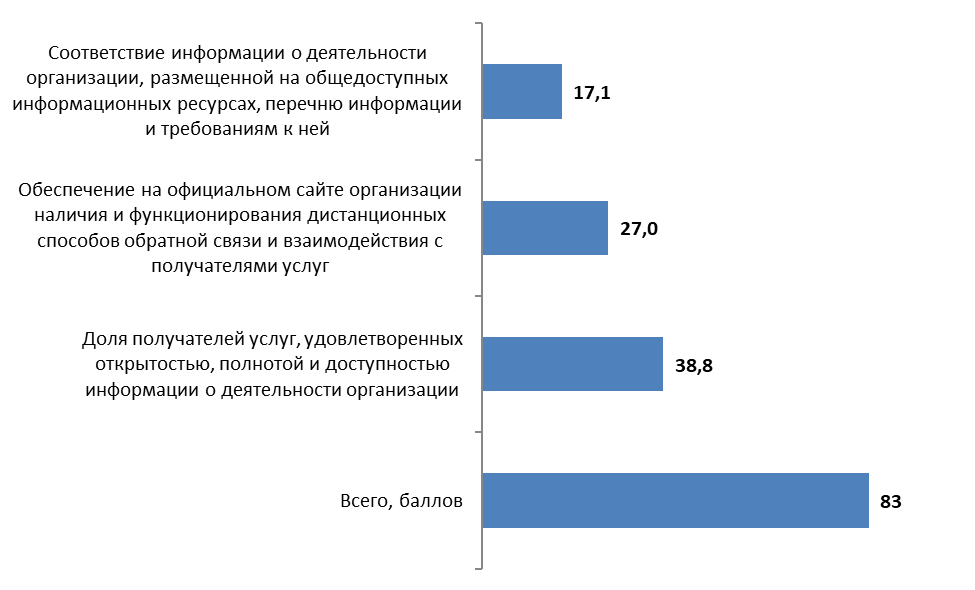 Соответствие информации о деятельности
организации, размещенной на общедоступных
информационных ресурсах, перечню информации
и требованиям к ней
17,1
Обеспечение на официальном сайте организации
наличия и функционирования дистанционных
способов обратной связи и взаимодействия с
получателями услуг
27,0
Доля получателей услуг, удовлетворенных
открытостью, полнотой и доступностью
информации о деятельности организации
38,8
Всего, баллов
83